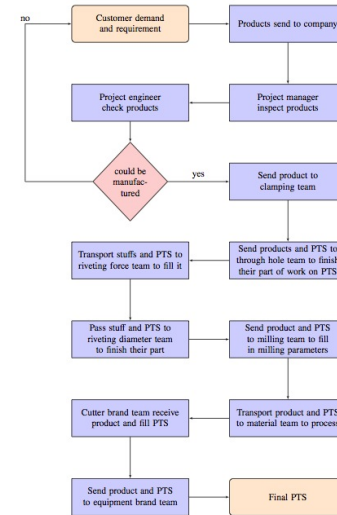 no
Customer demand
and requirement
Products send to company
Project engineer
check products
Project manager
inspect products
could be
manufac-
tured
yes
Send product to
clamping team
Transport stuffs and PTS to
riveting force team to fill it
Send products and PTS to
through hole team to finish
their part of work on PTS
Pass stuff and PTS to
riveting diameter team
to finish their part
Send product and PTS
to milling team to fill
in milling parameters
Cutter brand team receive
product and fill PTS
Transport product and PTS
to material team to process
Send product and PTS
to equipment brand team
Final PTS